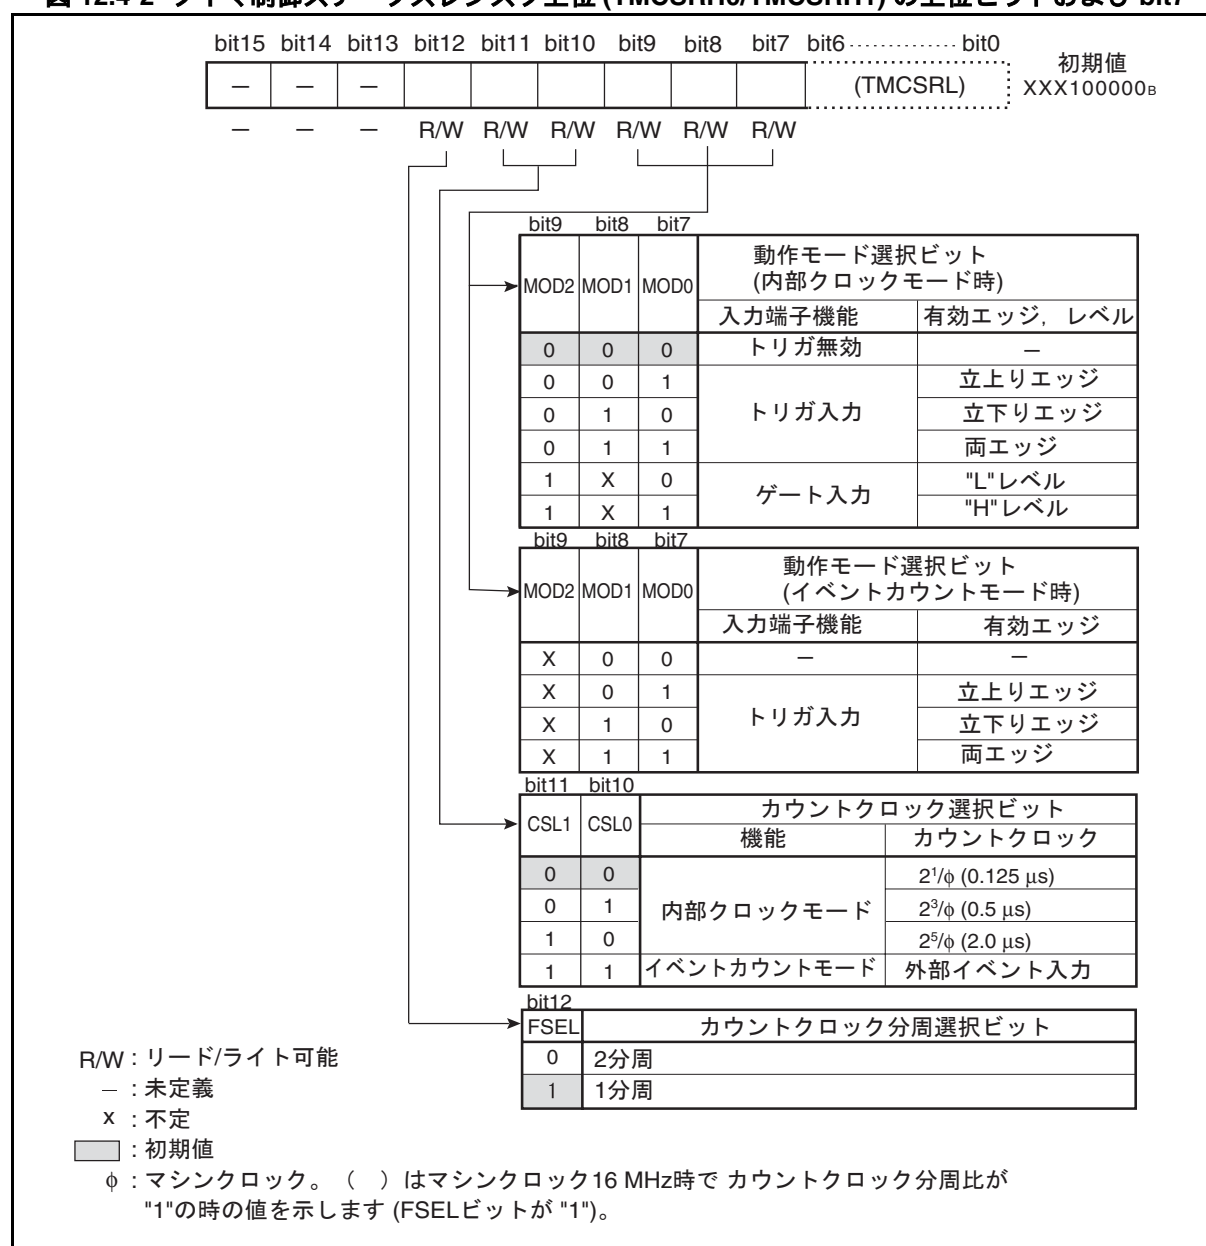 bit15 bit14 bit13 bit12 bit11 bit10 bit9 bit8 bit7 bit6 ‥‥‥‥‥ bit0
— — — (TMCSRL) 初期値
XXX100000B
— — — R/W R/W R/W R/W R/W R/W
bit9 bit8 bit7
MOD2 MOD1 MOD0 動作モード選択ビット
(内部クロックモード時)
入力端子機能 有効エッジ, レベル
0 0 0 トリガ無効 —
0 0 1 立上りエッジ
0 1 0 トリガ入力 立下りエッジ
0 1 1 両エッジ
1 X 0 ゲート入力 "L"レベル
1 X 1 "H"レベル
bit9 bit8 bit7
MOD2 MOD1 MOD0 動作モード選択ビット
(イベントカウントモード時)
入力端子機能 有効エッジ
X 0 0 — —
X 0 1 立上りエッジ
X 1 0 トリガ入力 立下りエッジ
X 1 1 両エッジ
bit11 bit10
CSL1 CSL0 カウントクロック選択ビット
機能 カウントクロック
0 0 2¹/φ (0.125 μs)
0 1 内部クロックモード 2³/φ (0.5 μs)
1 0 2⁵/φ (2.0 μs)
1 1 イベントカウントモード 外部イベント入力
bit12
FSEL カウントクロック分周選択ビット
0 2分周
1 1分周
R/W : リード/ライト可能
— : 未定義
X : 不定
: 初期値
φ : マシンクロック。 ( ) はマシンクロック16 MHz時で カウントクロック分周比が
"1"の時の値を示します (FSELビットが "1")。